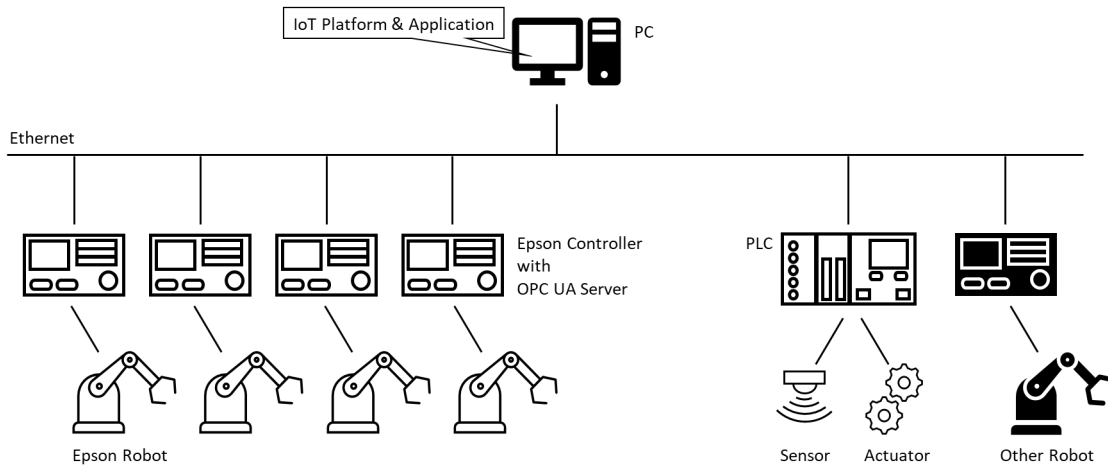 IoT Platform & Application
PC
Ethernet
Epson Controller
with
OPC UA Server
PLC
Epson Robot
Sensor
Actuator
Other Robot